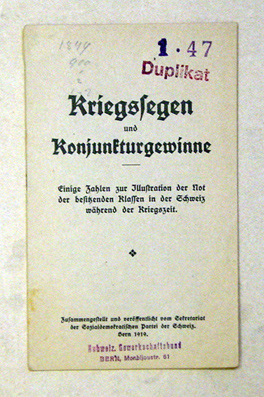 1.47
Duplikat
Kriegssegen
und
Konjunkturgewinne
Einige Zahlen zur Illustration der Not
der besitzenden Klassen in der Schweiz
während der Kriegszeit.
Zusammengestellt und veröffentlicht vom Sekretariat
der Sozialdemokratischen Partei der Schweiz.
Bern 1919.
Schweiz. Gewerkschaftsbund
BERN, Monbijoustr. 61